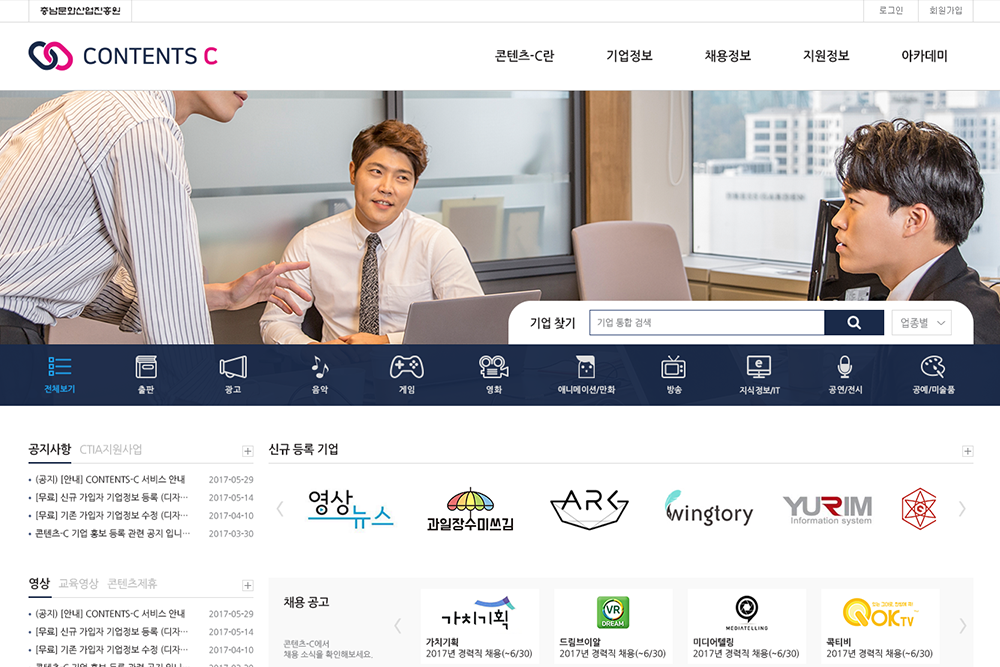 충남문화산업진흥원
로그인
회원가입
CONTENTS C
콘텐츠-C란
기업정보
채용정보
지원정보
아카데미
기업 찾기
기업 통합 검색
업종별
전체보기
출판
광고
음악
게임
영화
애니메이션/만화
방송
지식정보/IT
공연/전시
공예/미술품
공지사항
CTIA지원사업
(공지) [안내] CONTENTS-C 서비스 안내 2017-05-29
[무료] 신규 가입자 기업정보 등록 (디자··· 2017-05-14
[무료] 기존 가입자 기업정보 수정 (디자··· 2017-04-10
콘텐츠-C 기업 홍보 등록 관련 공지 입니··· 2017-03-30
신규 등록 기업
영상뉴스
과일장수미쓰김
ARK
wingtory
YURIM
Information system
영상
교육영상
콘텐츠제휴
(공지) [안내] CONTENTS-C 서비스 안내 2017-05-29
[무료] 신규 가입자 기업정보 등록 (디자··· 2017-05-14
[무료] 기존 가입자 기업정보 수정 (디자··· 2017-04-10
채용 공고
콘텐츠-C에서
채용 소식을 확인해보세요.
가치기획
가치기획
2017년 경력직 채용(~6/30)
VR
DREAM
드림브이알
2017년 경력직 채용(~6/30)
MEDIATELLING
미디어텔링
2017년 경력직 채용(~6/30)
QOKTV
콕티비
2017년 경력직 채용(~6/30)